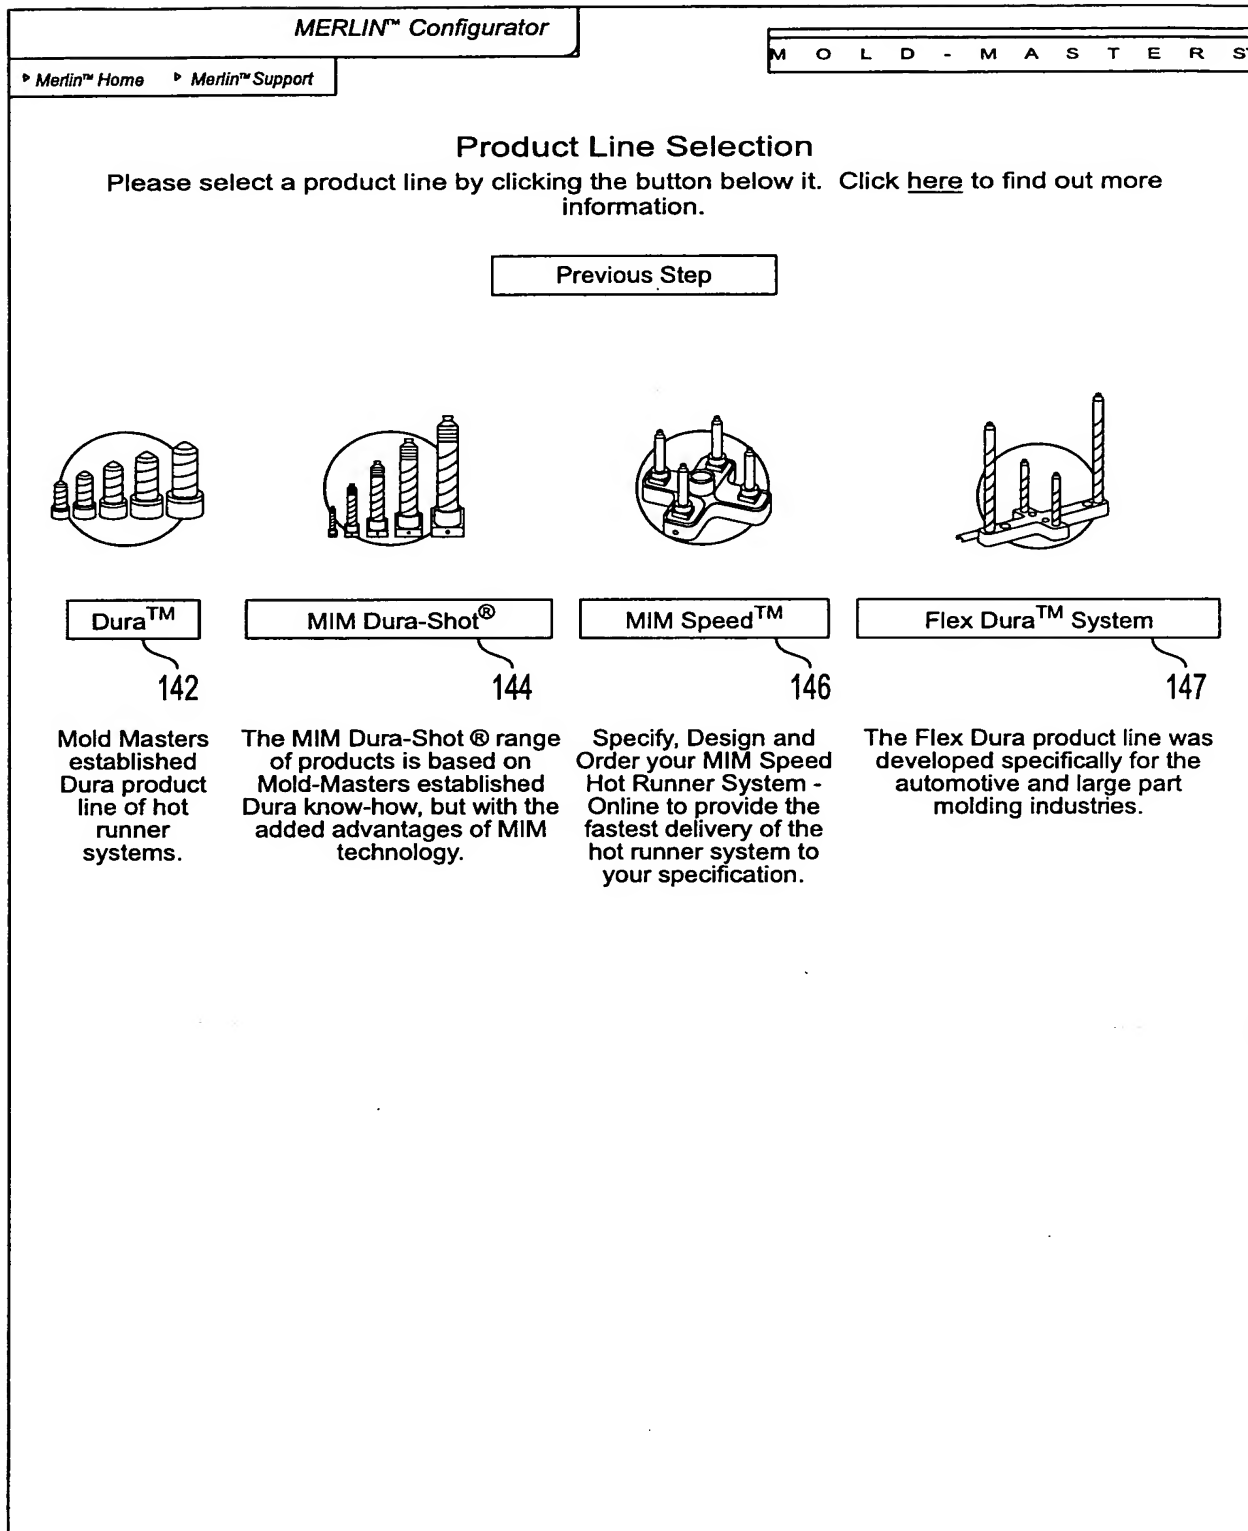 MERLIN™ Configurator
M O L D - M A S T E R S
▹ Merlin™ Home ▹ Merlin™ Support
Product Line Selection
Please select a product line by clicking the button below it. Click here to find out more
information.
Previous Step
Dura™
142
Mold Masters
established
Dura product
line of hot
runner
systems.
MIM Dura-Shot®
144
The MIM Dura-Shot ® range
of products is based on
Mold-Masters established
Dura know-how, but with the
added advantages of MIM
technology.
MIM Speed™
146
Specify, Design and
Order your MIM Speed
Hot Runner System -
Online to provide the
fastest delivery of the
hot runner system to
your specification.
Flex Dura™ System
147
The Flex Dura product line was
developed specifically for the
automotive and large part
molding industries.